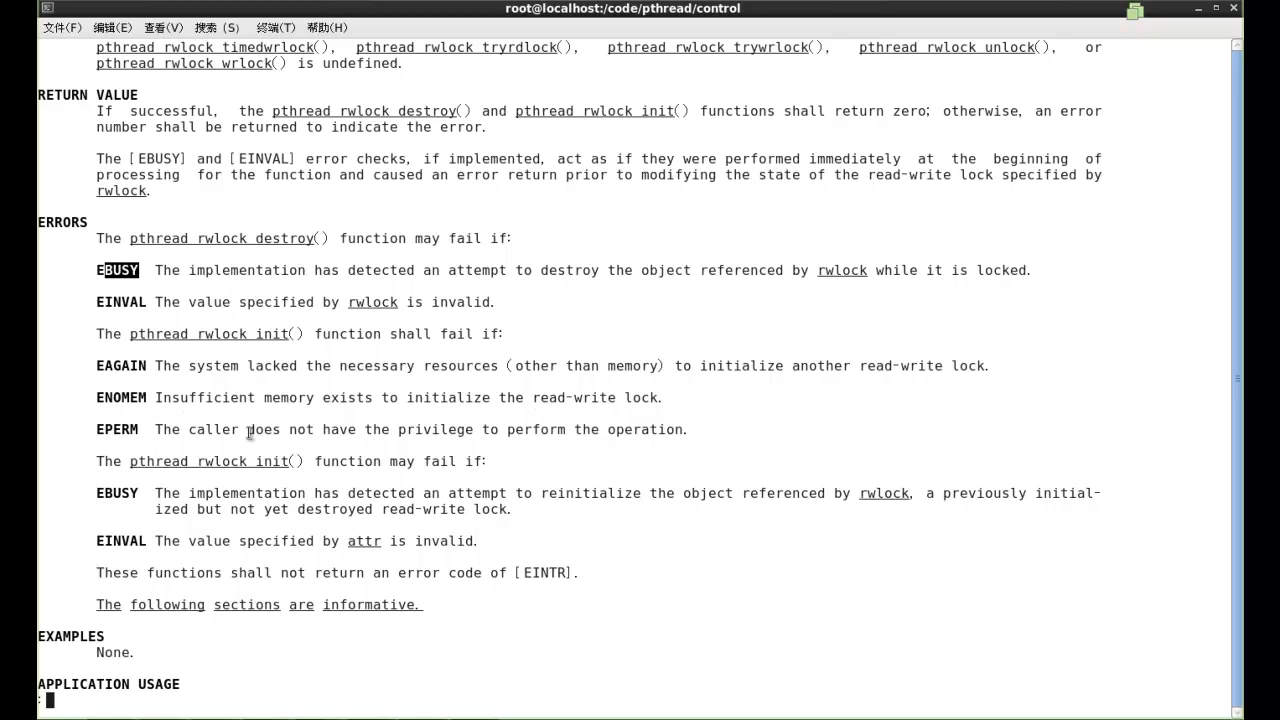 root@localhost:/code/pthread/control
文件(F) 编辑(E) 查看(V) 搜索 (S) 终端(T) 帮助(H)
pthread_rwlock_timedwrlock(), pthread_rwlock_tryrdlock(), pthread_rwlock_trywrlock(), pthread_rwlock_unlock(), or
pthread_rwlock_wrlock() is undefined.
RETURN VALUE
If successful, the pthread_rwlock_destroy() and pthread_rwlock_init() functions shall return zero; otherwise, an error
number shall be returned to indicate the error.
The [EBUSY] and [EINVAL] error checks, if implemented, act as if they were performed immediately at the beginning of
processing for the function and caused an error return prior to modifying the state of the read-write lock specified by
rwlock.
ERRORS
The pthread_rwlock_destroy() function may fail if:
EBUSY The implementation has detected an attempt to destroy the object referenced by rwlock while it is locked.
EINVAL The value specified by rwlock is invalid.
The pthread_rwlock_init() function shall fail if:
EAGAIN The system lacked the necessary resources (other than memory) to initialize another read-write lock.
ENOMEM Insufficient memory exists to initialize the read-write lock.
EPERM The caller does not have the privilege to perform the operation.
The pthread_rwlock_init() function may fail if:
EBUSY The implementation has detected an attempt to reinitialize the object referenced by rwlock, a previously initial-
ized but not yet destroyed read-write lock.
EINVAL The value specified by attr is invalid.
These functions shall not return an error code of [EINTR].
The following sections are informative.
EXAMPLES
None.
APPLICATION USAGE
: